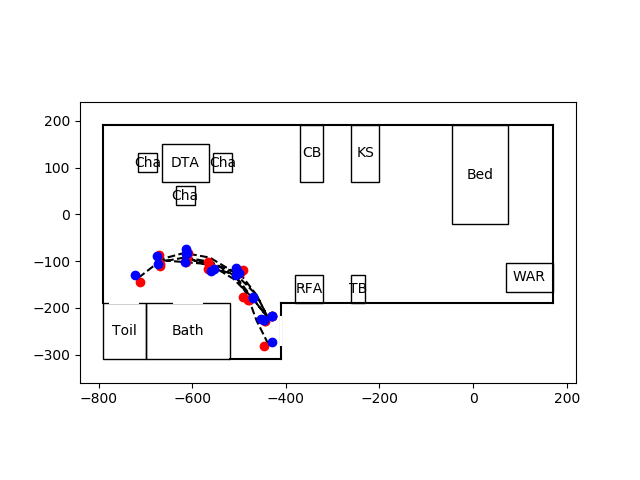 200
100
0
−100
−200
−300
Cha
DTA
Cha
Cha
CB
KS
Bed
WAR
RFA
TB
Toil
Bath
−800
−600
−400
−200
0
200